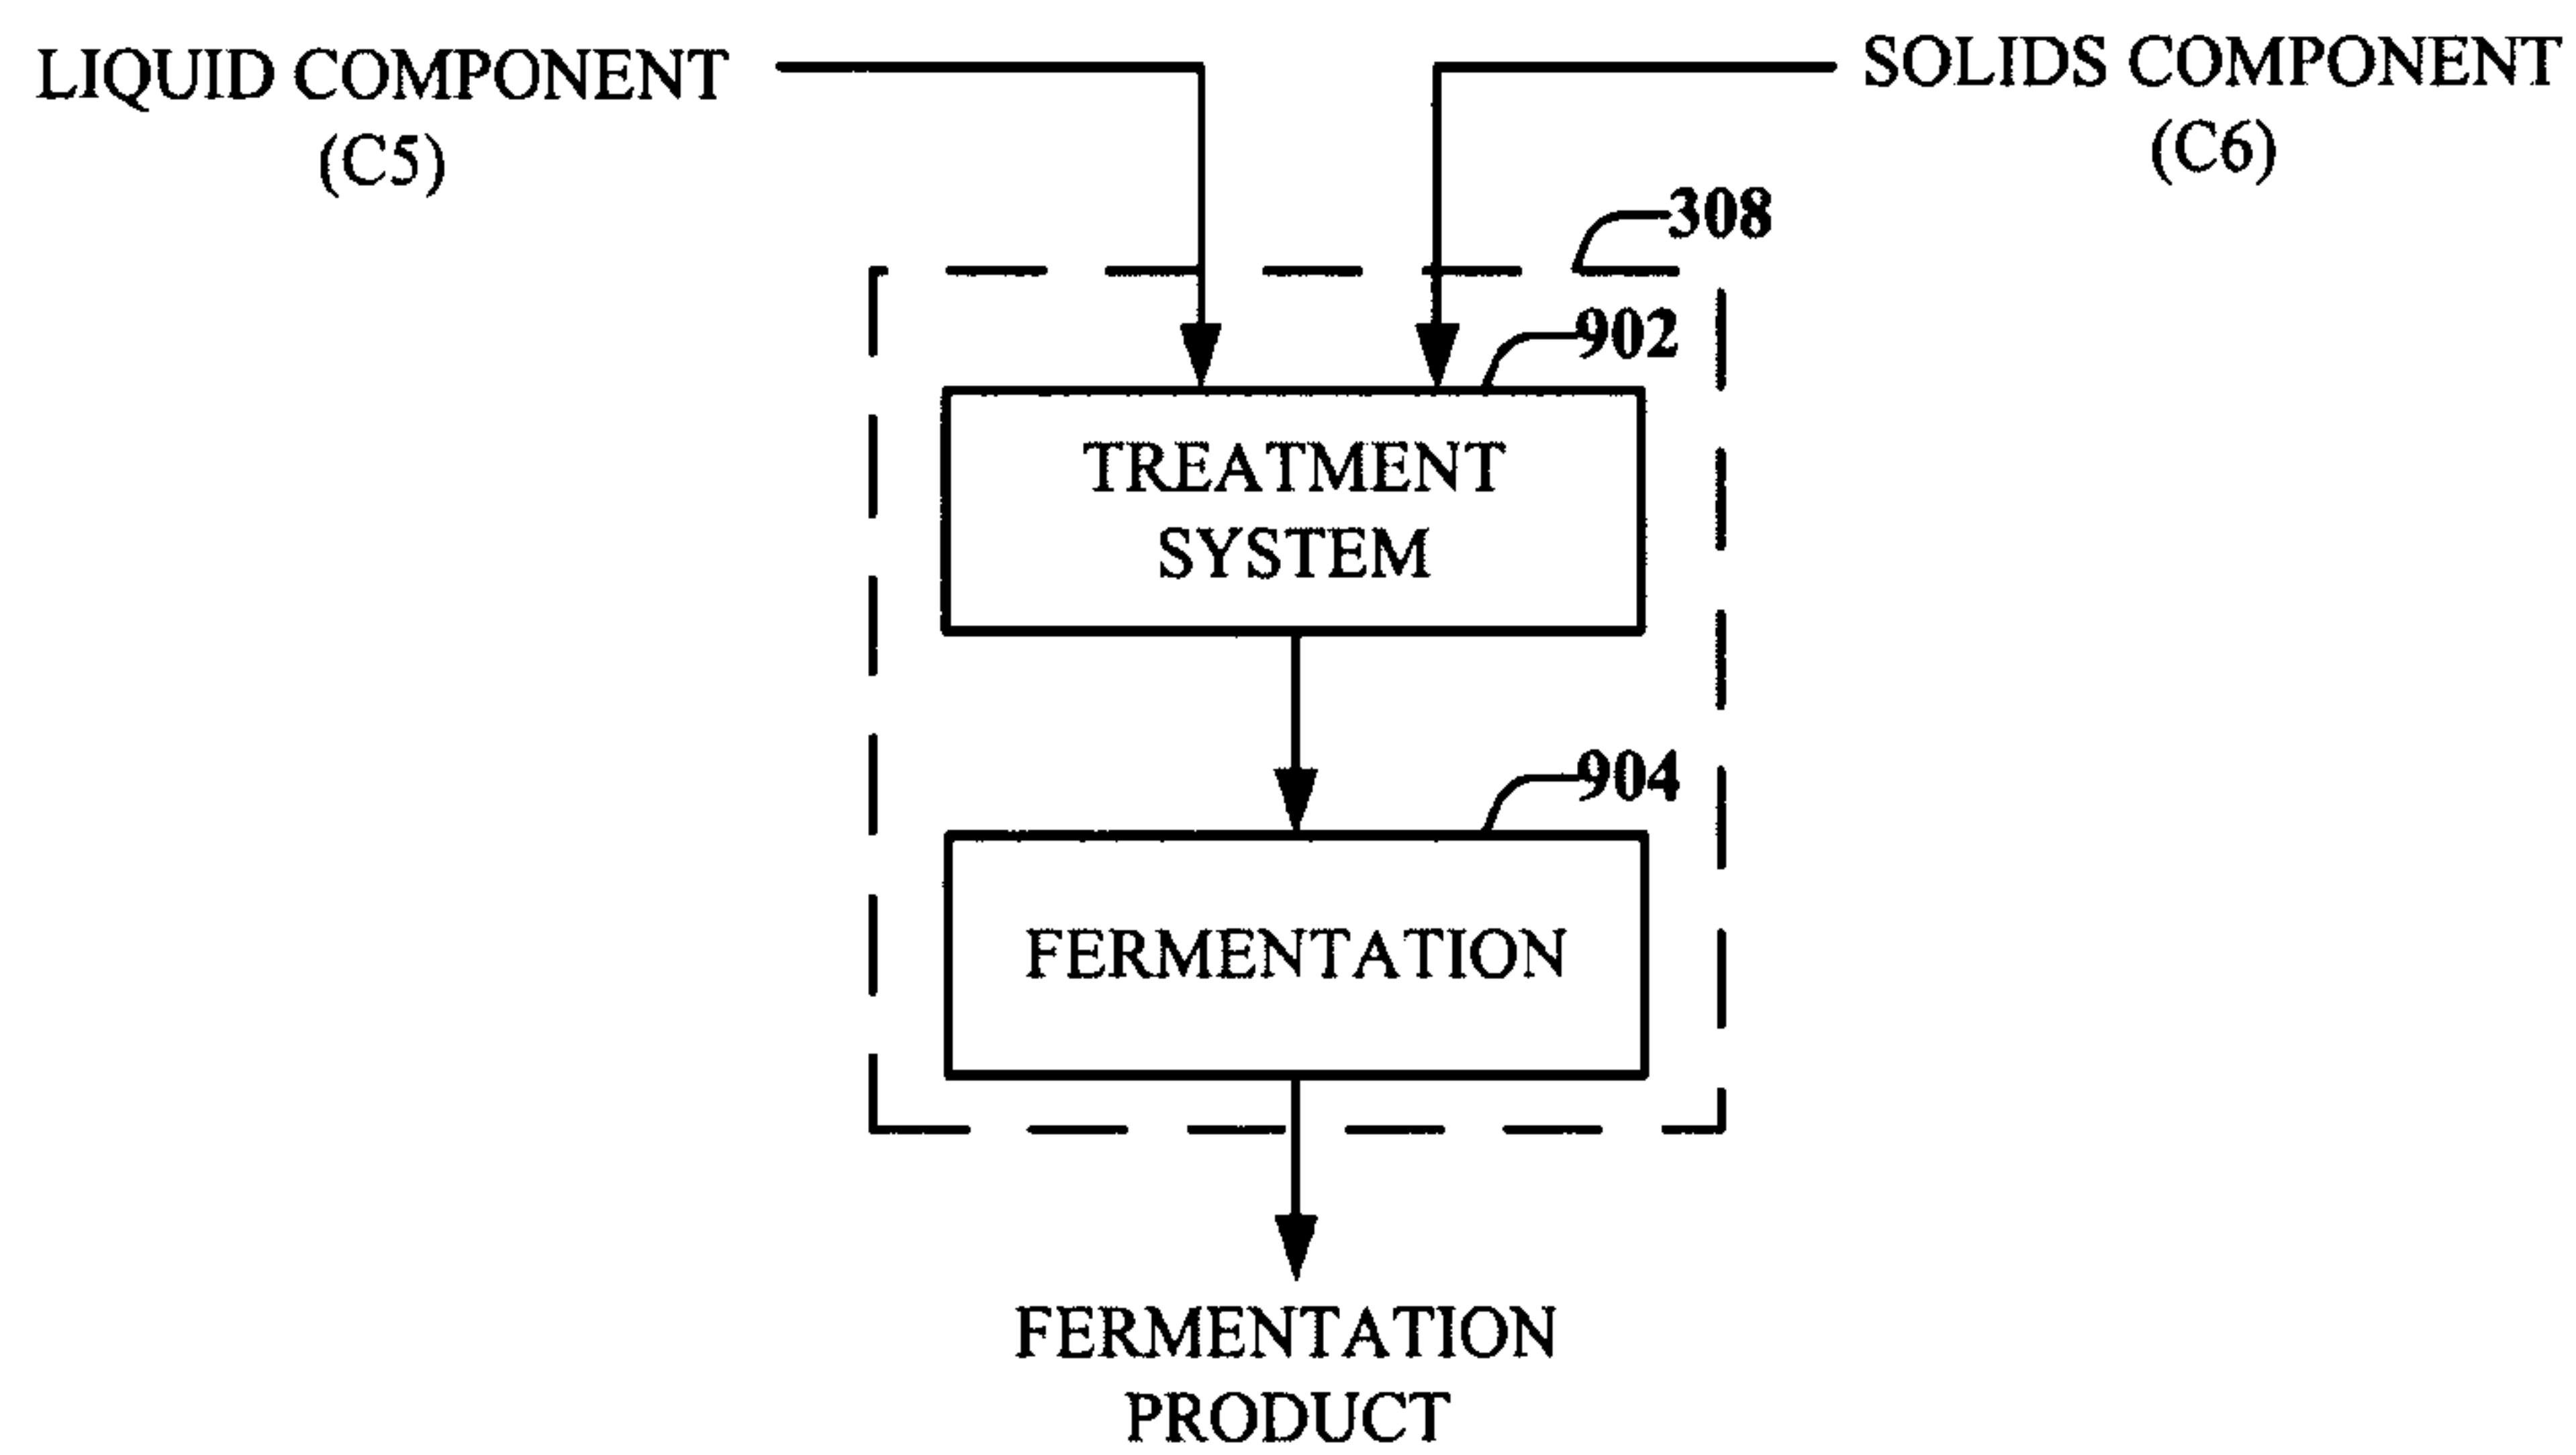 LIQUID COMPONENT
(C5)
SOLIDS COMPONENT
(C6)
308
902
TREATMENT
SYSTEM
904
FERMENTATION
FERMENTATION
PRODUCT